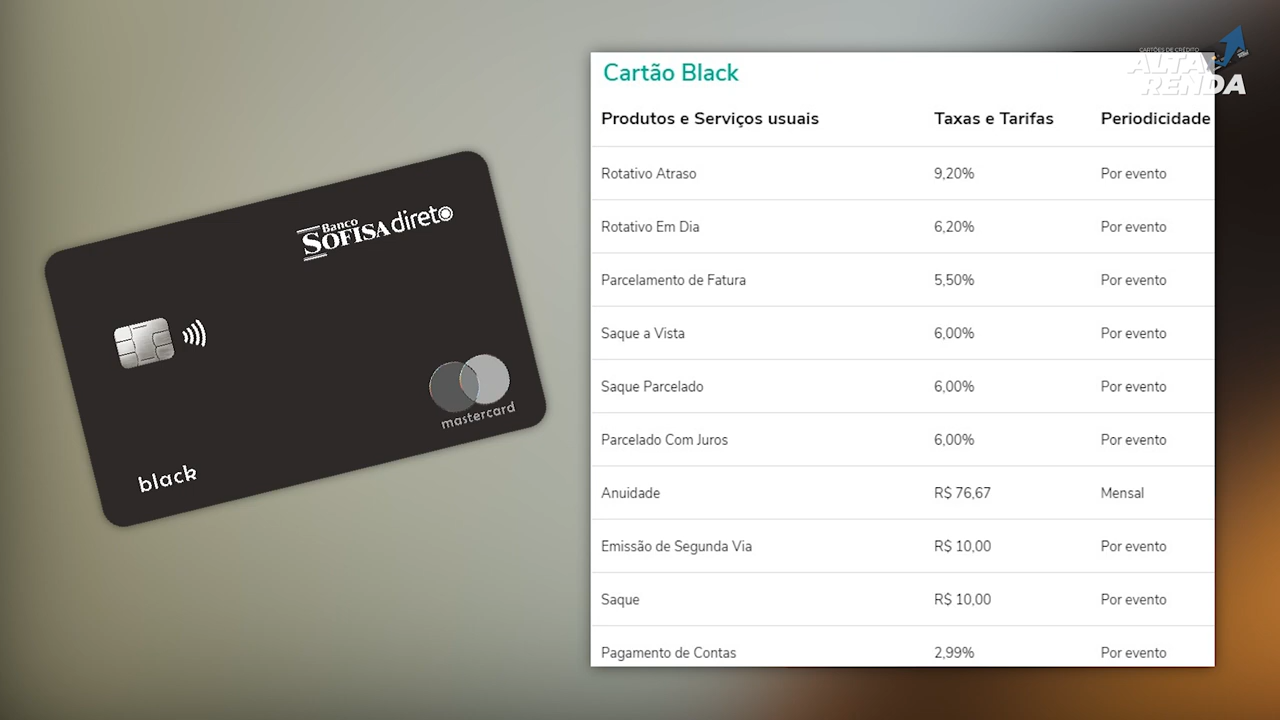 CARTÕES DE CRÉDITO
ALTA
RENDA
Banco
SOFISA direto
mastercard
black
Cartão Black
Produtos e Serviços usuais Taxas e Tarifas Periodicidade
Rotativo Atraso 9,20% Por evento
Rotativo Em Dia 6,20% Por evento
Parcelamento de Fatura 5,50% Por evento
Saque a Vista 6,00% Por evento
Saque Parcelado 6,00% Por evento
Parcelado Com Juros 6,00% Por evento
Anuidade R$ 76,67 Mensal
Emissão de Segunda Via R$ 10,00 Por evento
Saque R$ 10,00 Por evento
Pagamento de Contas 2,99% Por evento